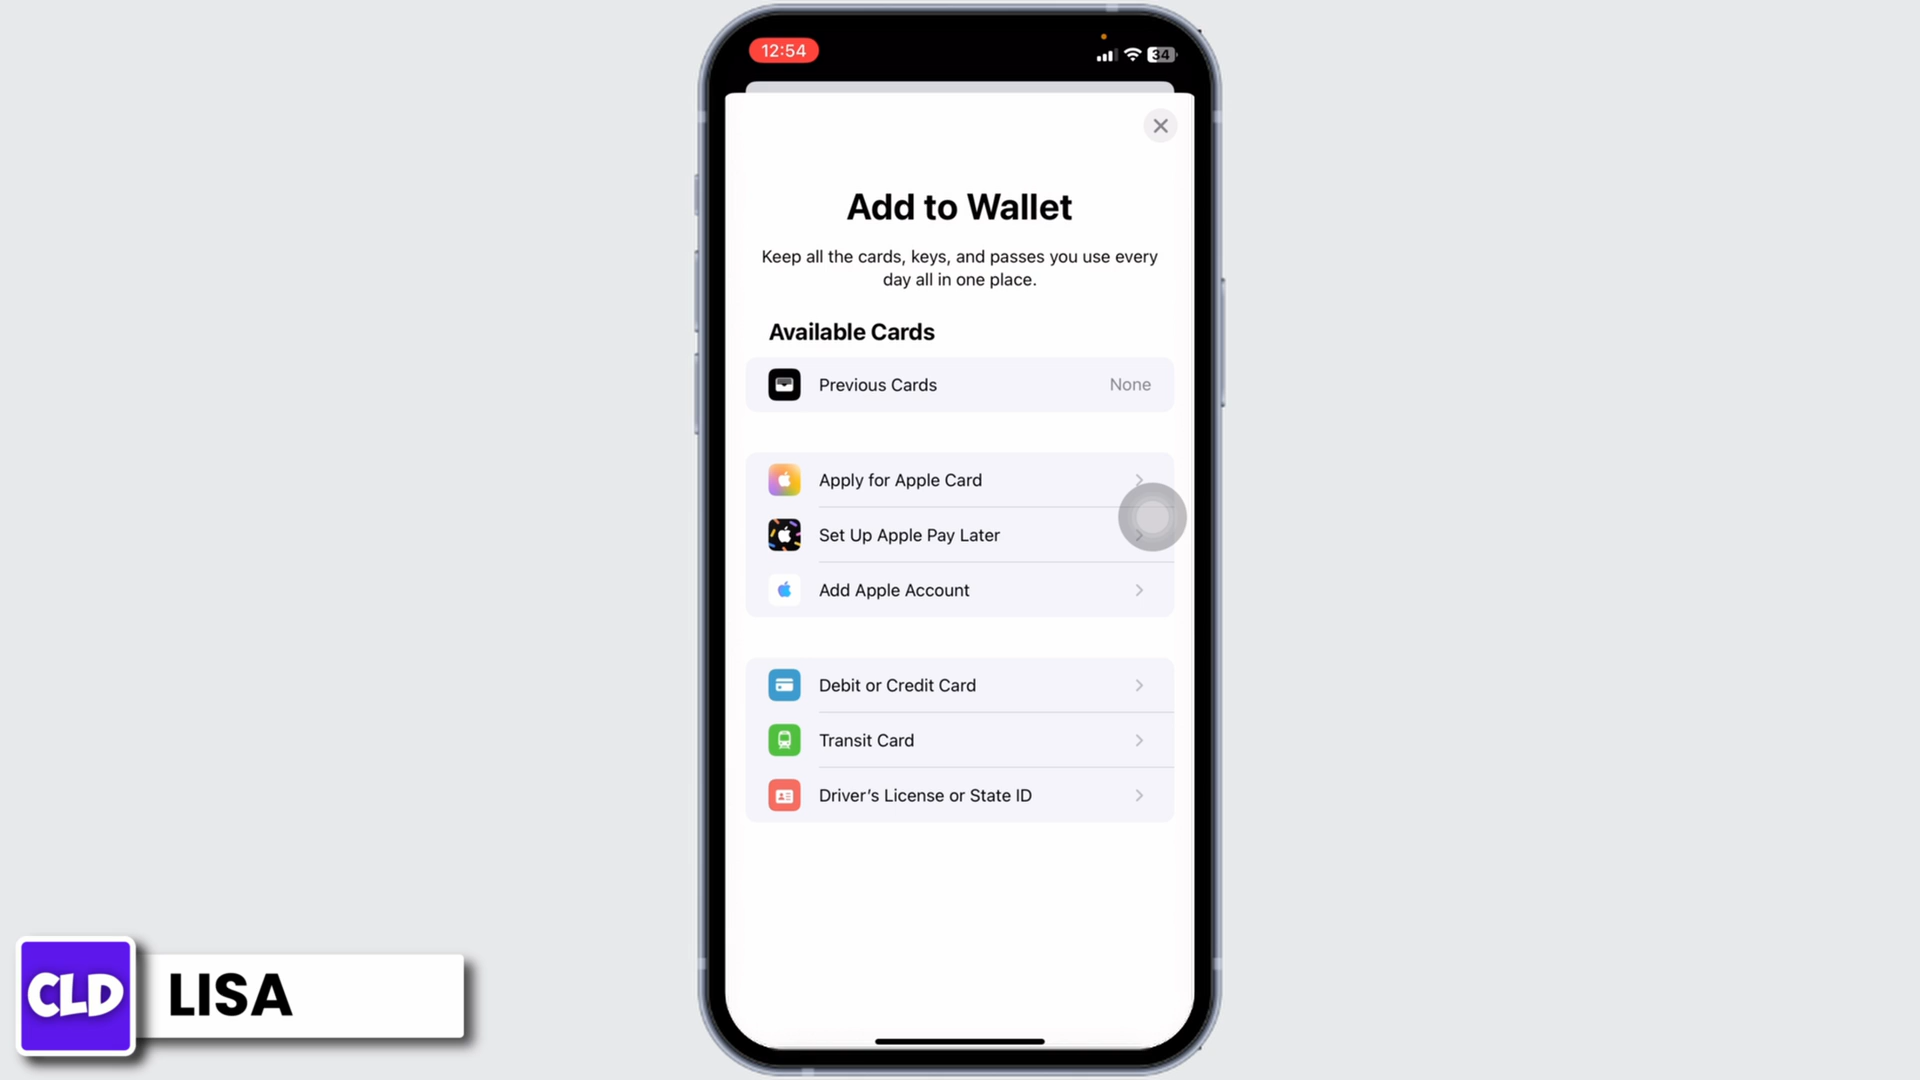 12:54
34
Add to Wallet
Keep all the cards, keys, and passes you use every
day all in one place.
Available Cards
Previous Cards None
Apply for Apple Card
Set Up Apple Pay Later
Add Apple Account
Debit or Credit Card
Transit Card
Driver’s License or State ID
CLD LISA